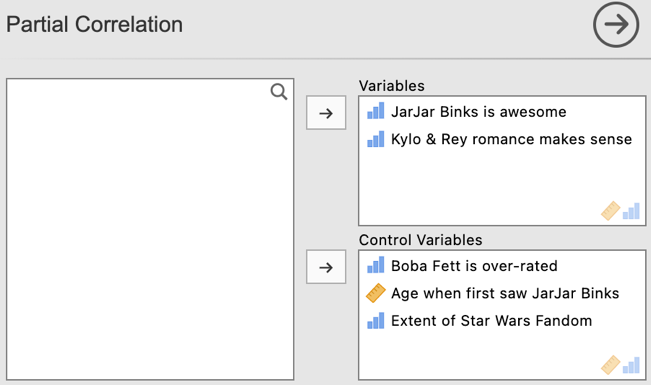 Partial Correlation
Variables
JarJar Binks is awesome
Kylo & Rey romance makes sense
Control Variables
Boba Fett is over-rated
Age when first saw JarJar Binks
Extent of Star Wars Fandom